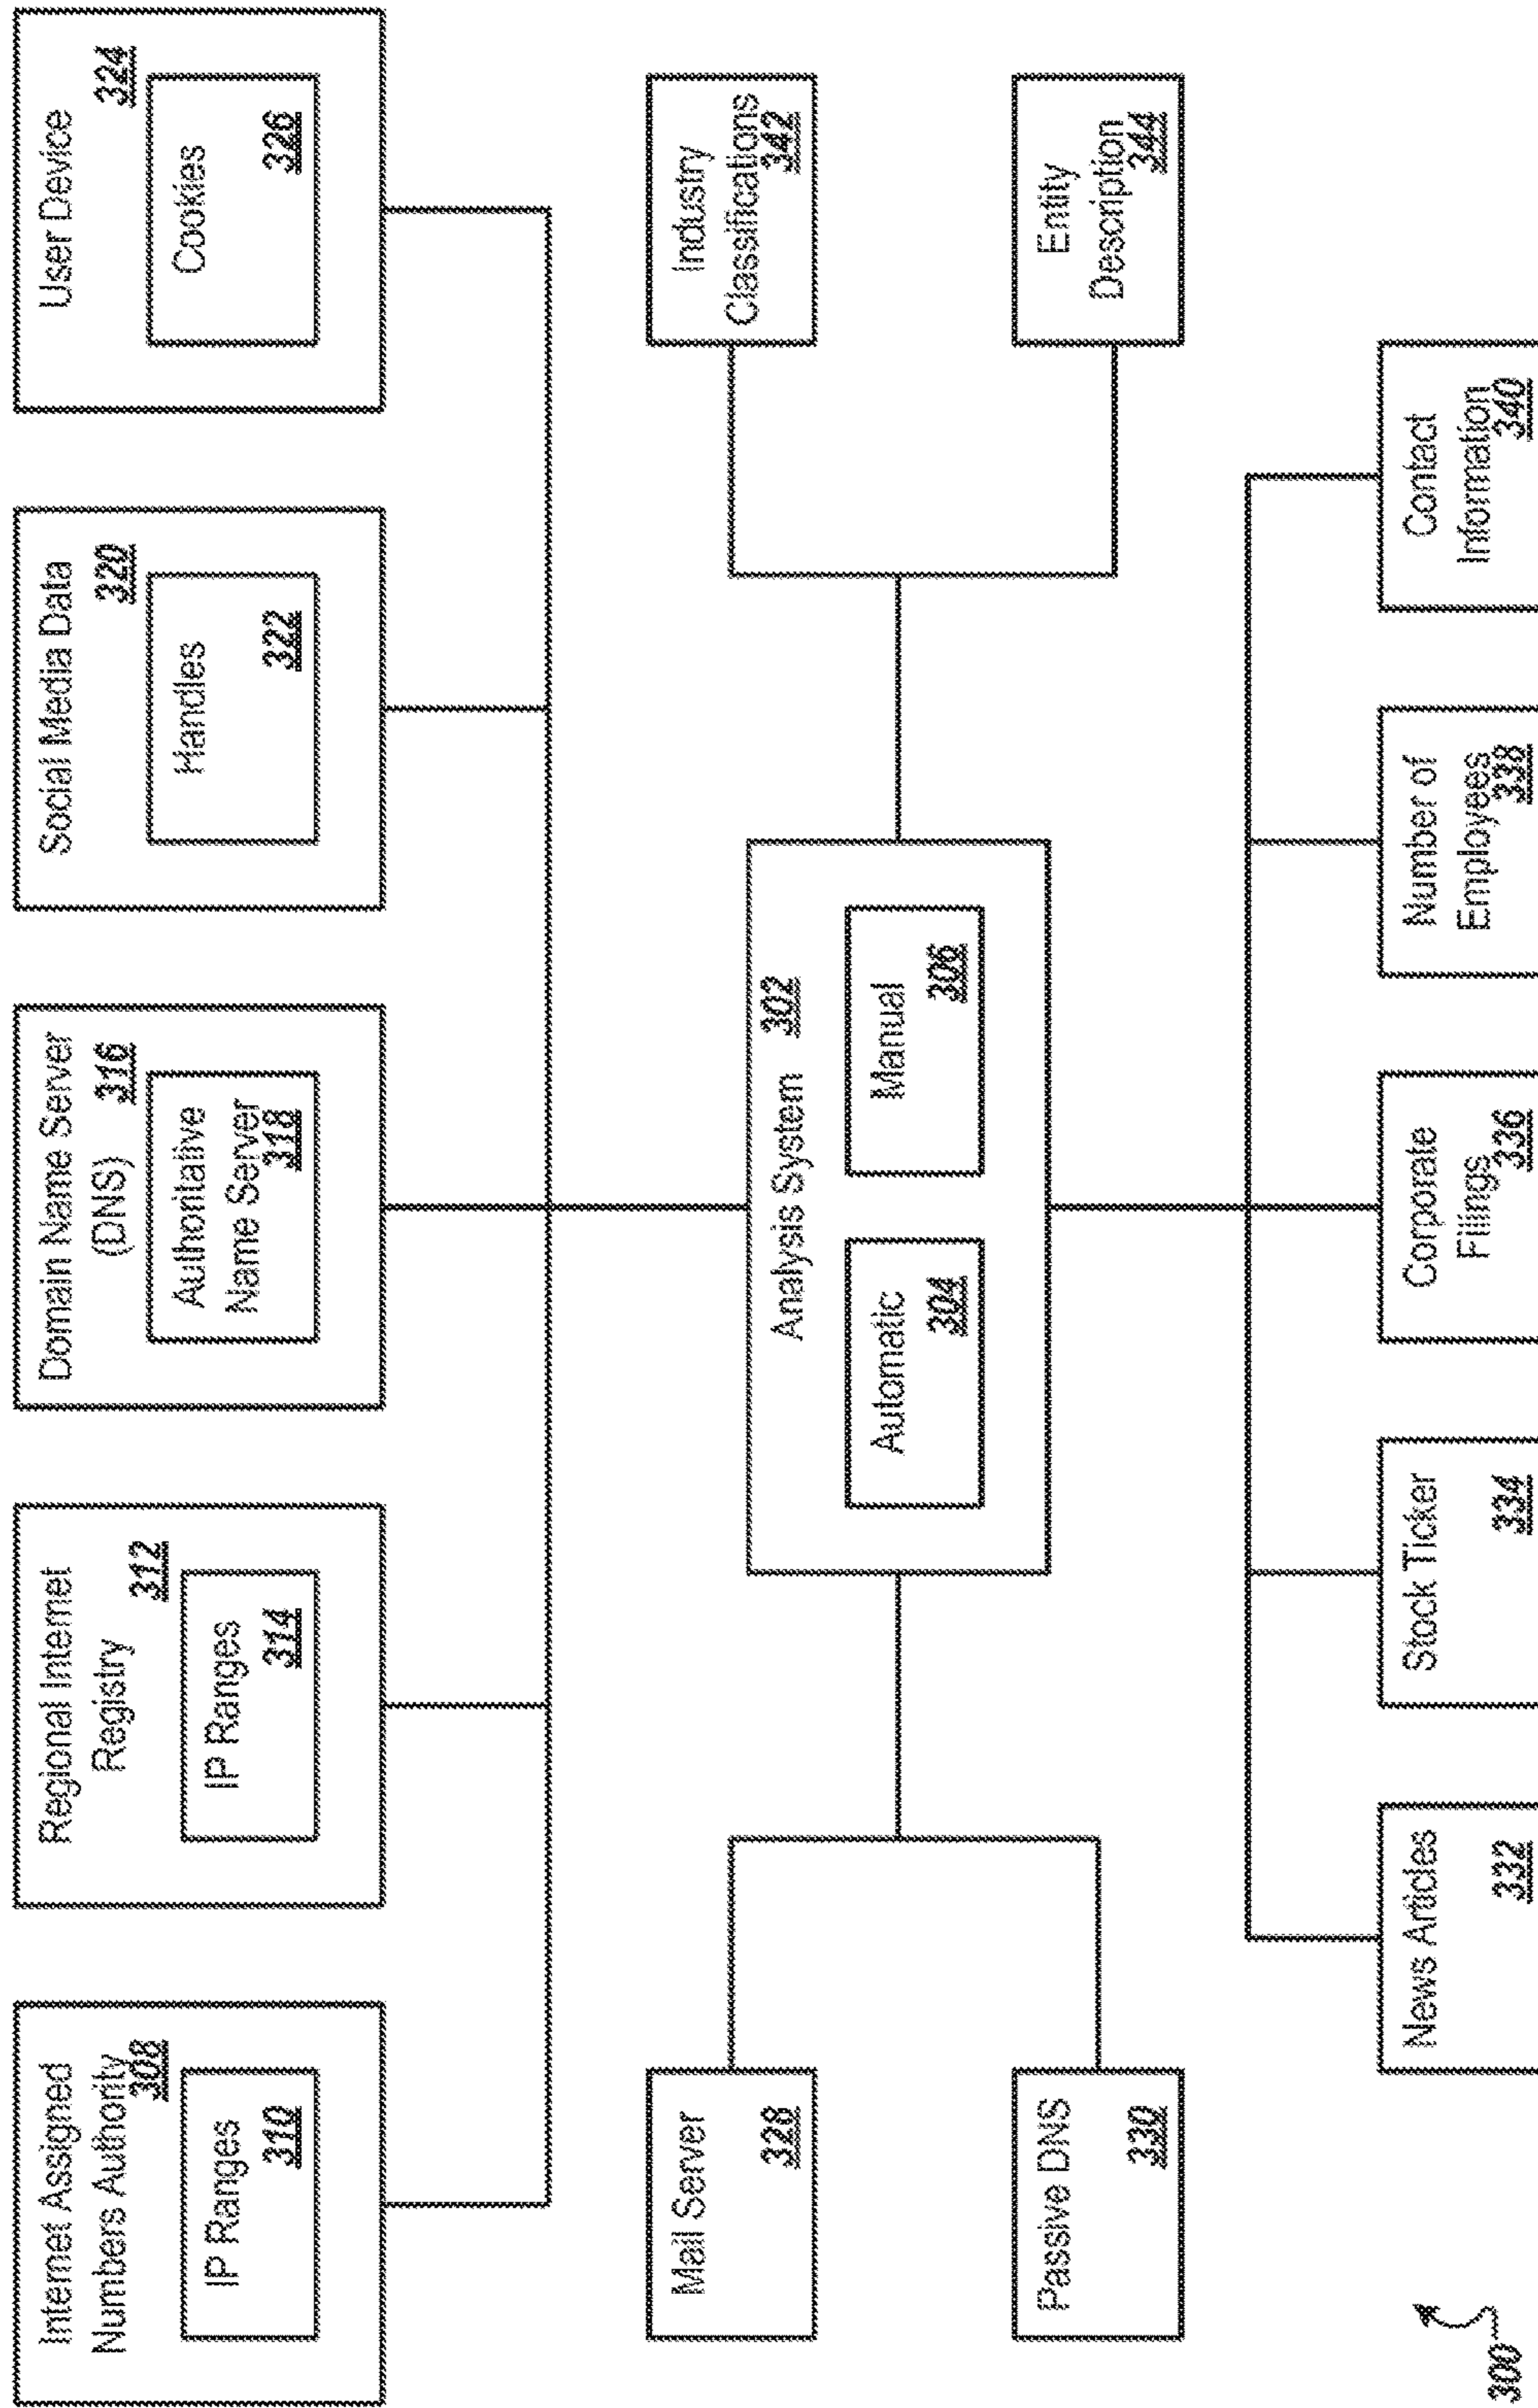 Internet Assigned
Numbers Authority
308
IP Ranges
310
Regional Internet
Registry
312
IP Ranges
314
Domain Name Server
(DNS) 316
Authoritative
Name Server
318
Social Media Data
320
Handles
322
User Device
324
Cookies
326
Mail Server
328
Passive DNS
330
Analysis System 302
Automatic
304
Manual
306
Industry
Classifications
342
Entity
Description
344
News Articles
332
Stock Ticker
334
Corporate
Filings
336
Number of
Employees
338
Contact
Information
340
300